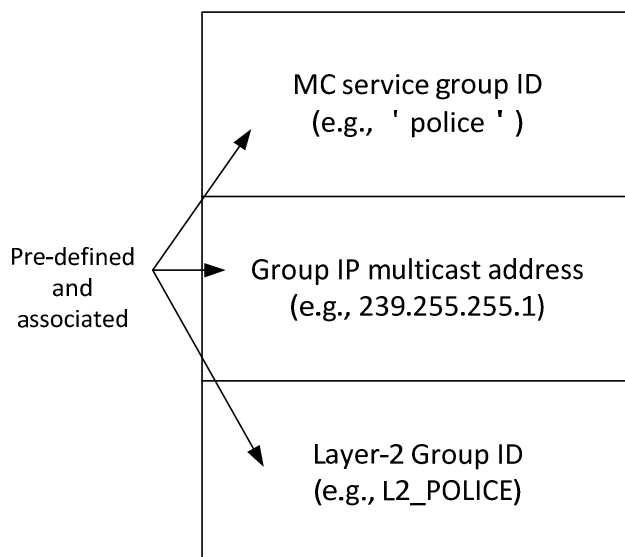 MC service group ID
(e.g., ' police ' )
Pre-defined
and
associated
Group IP multicast address
(e.g., 239.255.255.1)
Layer-2 Group ID
(e.g., L2_POLICE)